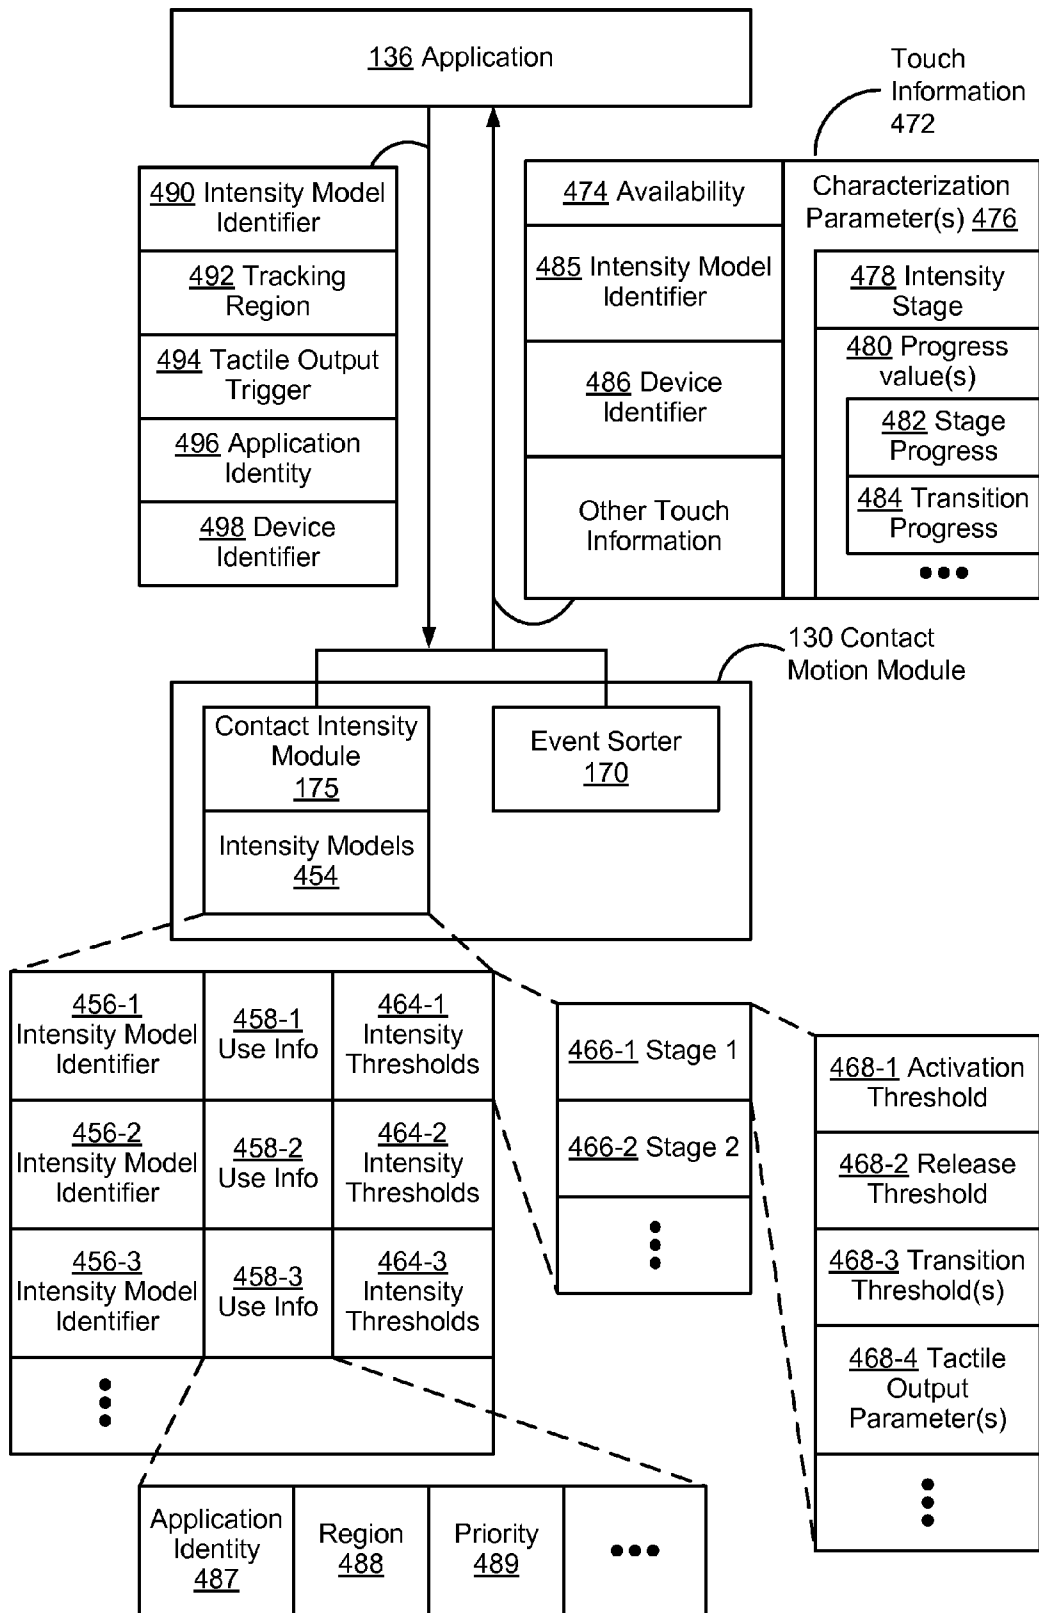 136 Application
Touch
Information
472
490 Intensity Model
Identifier
492 Tracking
Region
494 Tactile Output
Trigger
496 Application
Identity
498 Device
Identifier
474 Availability
485 Intensity Model
Identifier
486 Device
Identifier
Other Touch
Information
Characterization
Parameter(s) 476
478 Intensity
Stage
480 Progress
value(s)
482 Stage
Progress
484 Transition
Progress
130 Contact
Motion Module
Contact Intensity
Module
175
Event Sorter
170
Intensity Models
454
456-1
Intensity Model
Identifier
458-1
Use Info
464-1
Intensity
Thresholds
456-2
Intensity Model
Identifier
458-2
Use Info
464-2
Intensity
Thresholds
456-3
Intensity Model
Identifier
458-3
Use Info
464-3
Intensity
Thresholds
466-1 Stage 1
466-2 Stage 2
468-1 Activation
Threshold
468-2 Release
Threshold
468-3 Transition
Threshold(s)
468-4 Tactile
Output
Parameter(s)
Application
Identity
487
Region
488
Priority
489